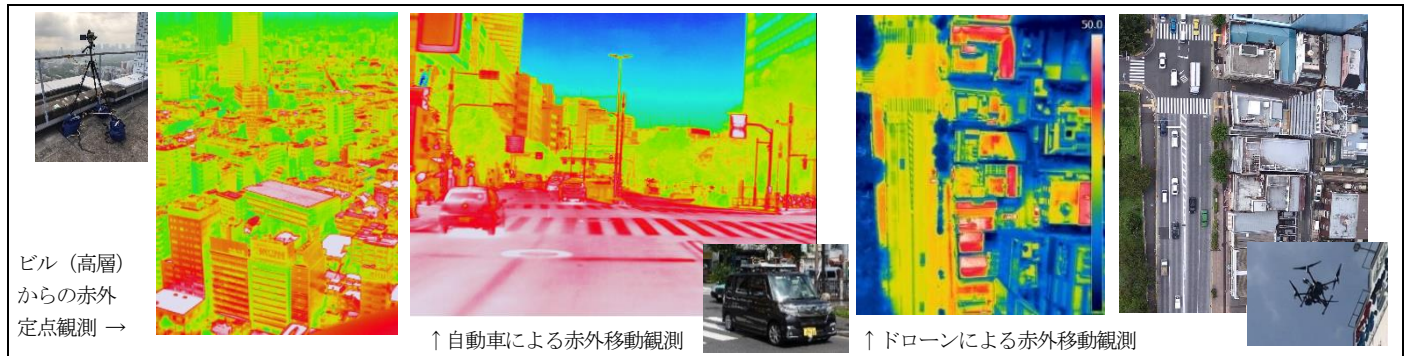 50.0
ビル（高層）
からの赤外
定点観測 →
↑自動車による赤外移動観測
↑ドローンによる赤外移動観測